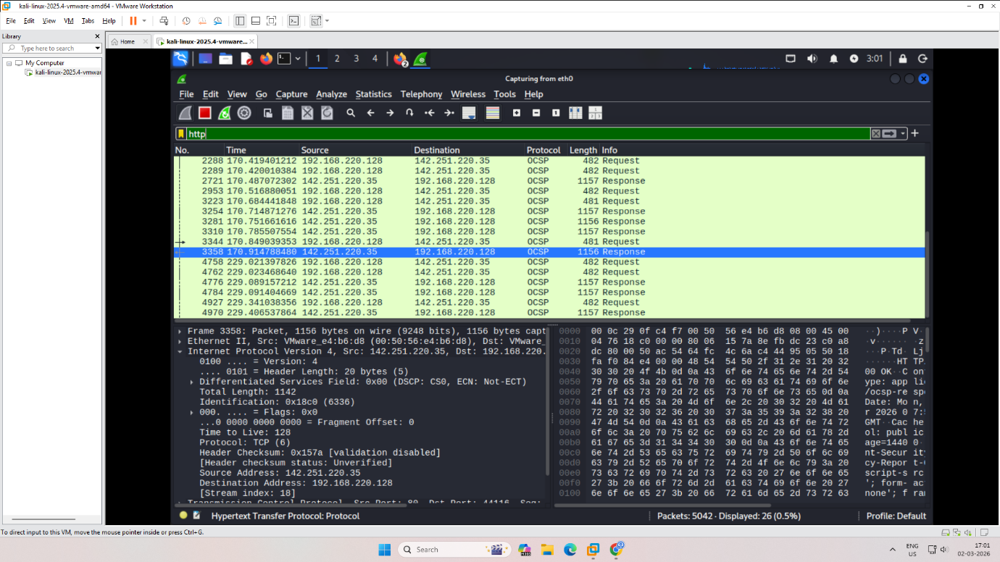 kali-linux-2025.4-vmware-amd64 - VMware Workstation
File Edit View VM Tabs Help
Library
Type here to search
My Computer
kali-linux-2025.4-vmwar
Home
kali-linux-2025.4-vmware...
1 2 3 4
2
3:01
Capturing from eth0
File Edit View Go Capture Analyze Statistics Telephony Wireless Tools Help
http
No. Time Source Destination Protocol Length Info
2288 170.419401212 192.168.220.128 142.251.220.35 OCSP 482 Request
2289 170.420010384 192.168.220.128 142.251.220.35 OCSP 482 Request
2721 170.487072302 142.251.220.35 192.168.220.128 OCSP 1157 Response
2953 170.516880051 192.168.220.128 142.251.220.35 OCSP 482 Request
3223 170.684441848 192.168.220.128 142.251.220.35 OCSP 481 Request
3254 170.714871276 142.251.220.35 192.168.220.128 OCSP 1157 Response
3281 170.751661616 142.251.220.35 192.168.220.128 OCSP 1156 Response
3310 170.785507554 142.251.220.35 192.168.220.128 OCSP 1157 Response
3344 170.849039353 192.168.220.128 142.251.220.35 OCSP 481 Request
3358 170.914788480 142.251.220.35 192.168.220.128 OCSP 1156 Response
4758 229.021397826 192.168.220.128 142.251.220.35 OCSP 482 Request
4762 229.023468640 192.168.220.128 142.251.220.35 OCSP 482 Request
4776 229.089157212 142.251.220.35 192.168.220.128 OCSP 1157 Response
4784 229.091404669 142.251.220.35 192.168.220.128 OCSP 1157 Response
4927 229.341038356 192.168.220.128 142.251.220.35 OCSP 482 Request
4970 229.406537864 142.251.220.35 192.168.220.128 OCSP 1157 Response
Frame 3358: Packet, 1156 bytes on wire (9248 bits), 1156 bytes capt
Ethernet II, Src: VMware_e4:b6:d8 (00:50:56:e4:b6:d8), Dst: VMware_
Internet Protocol Version 4, Src: 142.251.220.35, Dst: 192.168.220.
0100 .... = Version: 4
.... 0101 = Header Length: 20 bytes (5)
Differentiated Services Field: 0x00 (DSCP: CS0, ECN: Not-ECT)
Total Length: 1142
Identification: 0x18c0 (6336)
000. .... = Flags: 0x0
...0 0000 0000 0000 = Fragment Offset: 0
Time to Live: 128
Protocol: TCP (6)
Header Checksum: 0x157a [validation disabled]
[Header checksum status: Unverified]
Source Address: 142.251.220.35
Destination Address: 192.168.220.128
[Stream index: 18]
0000 00 0c 29 0f c4 f7 00 50 56 e4 b6 d8 08 00 45 00 ··)····P V·····E·
0010 04 76 18 c0 00 00 80 06 15 7a 8e fb dc 23 c0 a8 ·v······ ·z···#··
0020 dc 80 00 50 ac 54 64 fc 4c 6a c4 44 95 05 50 18 ···P·Td· Lj·D··P·
0030 fa f0 84 e4 00 00 48 54 54 50 2f 31 2e 31 20 32 ······HT TP/1.1 2
0040 30 30 20 4f 4b 0d 0a 43 6f 6e 74 65 6e 74 2d 54 00 OK··C ontent-T
0050 79 70 65 3a 20 61 70 70 6c 69 63 61 74 69 6f 6e ype: app lication
0060 2f 6f 63 73 70 2d 72 65 73 70 6f 6e 73 65 0d 0a /ocsp-re sponse··
0070 44 61 74 65 3a 20 4d 6f 6e 2c 20 30 32 20 4d 61 Date: Mo n, 02 Ma
0080 72 20 32 30 32 36 20 30 37 3a 35 39 3a 32 38 20 r 2026 0 7:59:28
0090 47 4d 54 0d 0a 43 61 63 68 65 2d 43 6f 6e 74 72 GMT··Cac he-Contr
00a0 6f 6c 3a 20 70 75 62 6c 69 63 2c 20 6d 61 78 2d ol: publ ic, max-
00b0 61 67 65 3d 31 34 34 30 30 0d 0a 43 6f 6e 74 65 age=1440 0··Conte
00c0 6e 74 2d 53 65 63 75 72 69 74 79 2d 50 6f 6c 69 nt-Secur ity-Poli
00d0 63 79 2d 52 65 70 6f 72 74 2d 4f 6e 6c 79 3a 20 cy-Repor t-Only:
00e0 73 63 72 69 70 74 2d 73 72 63 20 27 6e 6f 6e 65 script-s rc 'none
00f0 27 3b 20 66 6f 72 6d 2d 61 63 74 69 6f 6e 20 27 '; form- action '
0100 6e 6f 6e 65 27 3b 20 66 72 61 6d 65 2d 73 72 63 none'; f rame-src
Hypertext Transfer Protocol: Protocol
Packets: 5042 · Displayed: 26 (0.5%)
Profile: Default
To direct input to this VM, move the mouse pointer inside or press Ctrl+G.
Search
ENG
US
17:01
02-03-2026